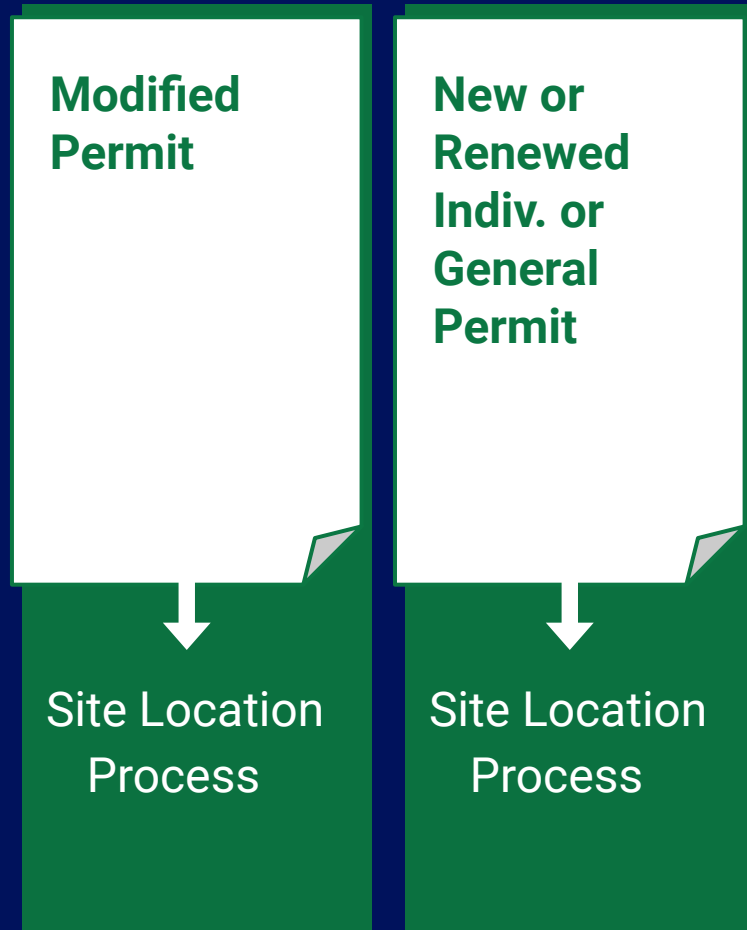 Modified
Permit
Site Location
Process
New or
Renewed
Indiv. or
General
Permit
Site Location
Process